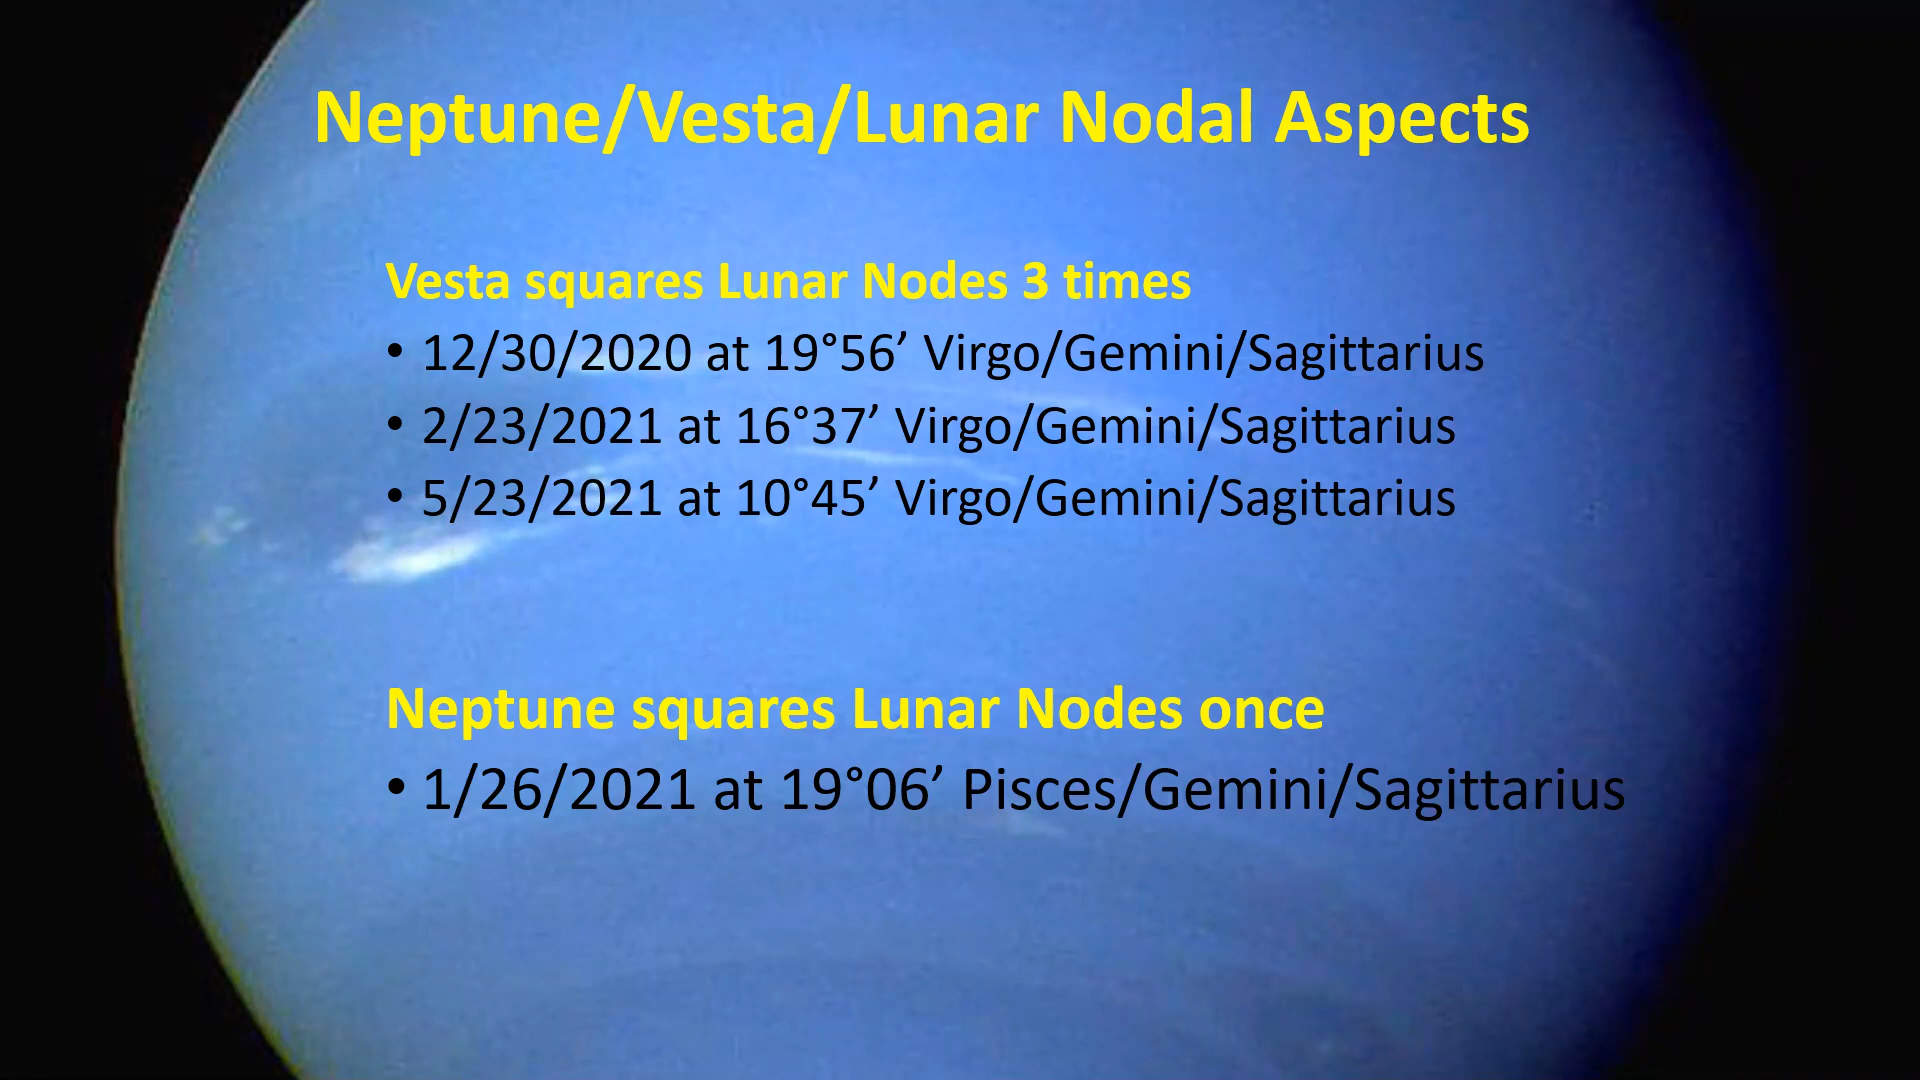 Neptune/Vesta/Lunar Nodal Aspects
Vesta squares Lunar Nodes 3 times
• 12/30/2020 at 19°56’ Virgo/Gemini/Sagittarius
• 2/23/2021 at 16°37’ Virgo/Gemini/Sagittarius
• 5/23/2021 at 10°45’ Virgo/Gemini/Sagittarius
Neptune squares Lunar Nodes once
• 1/26/2021 at 19°06’ Pisces/Gemini/Sagittarius